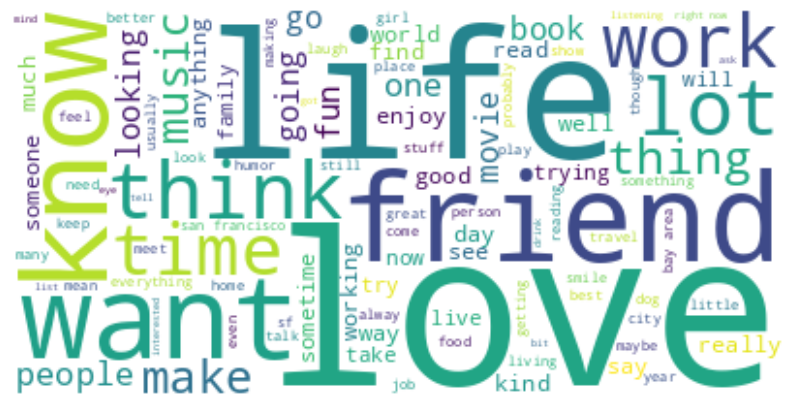 mind
better
know
much
feel
someone
need
eye
keep
many
list
mean
looking
usually
music
anything
look
tell
think
time
meet
everything
san francisco
family
humor
still
life
go
making
going
laugh
got
fun
girl
world
find
place
one
enjoy
stuff
play
movie
probably
book
read
show
well
listening
right now
work
ask
though
will
lot
thing
something
trying
good
friend
great
person
come
day
now
see
drink
reading
travel
bay area
want
interested
home
even
sf
talk
sometime
love
working
try
alway
way
take
live
food
job
living
bit
kind
getting
smile
best
dog
city
little
maybe
say
year
really
people
make